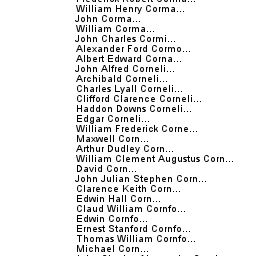 Frederick Robert Corma...
William Henry Corma...
John Corma...
William Corma...
John Charles Cormi...
Alexander Ford Cormo...
Albert Edward Corna...
John Alfred Corneli...
Archibald Corneli...
Charles Lyall Corneli...
Clifford Clarence Corneli...
Haddon Downs Corneli...
Edgar Corneli...
William Frederick Corne...
Maxwell Corn...
Arthur Dudley Corn...
William Clement Augustus Corn...
David Corn...
John Julian Stephen Corn...
Clarence Keith Corn...
Edwin Hall Corn...
Claud William Cornfo...
Edwin Cornfo...
Ernest Stanford Cornfo...
Thomas William Cornfo...
Michael Corn...